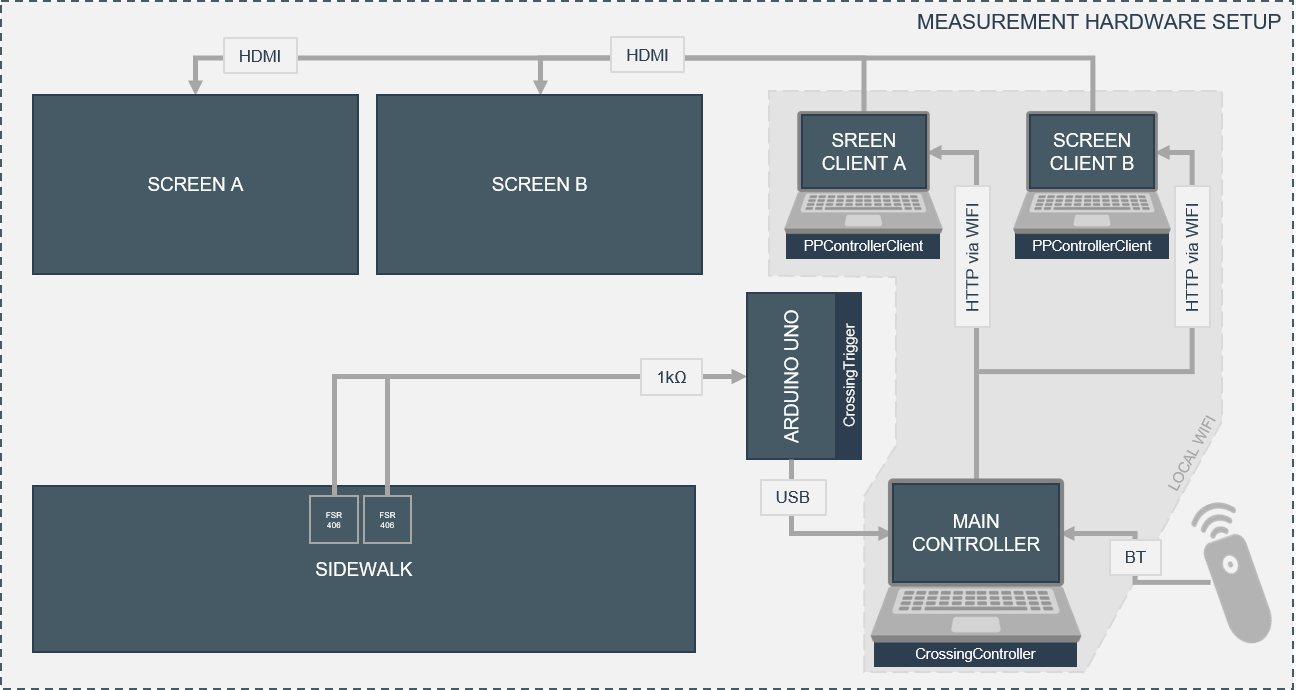 MEASUREMENT HARDWARE SETUP
HDMI
HDMI
SCREEN A
SCREEN B
SREEN
CLIENT A
PPControllerClient
SCREEN
CLIENT B
PPControllerClient
HTTP via WIFI
HTTP via WIFI
1kΩ
ARDUINO UNO
CrossingTrigger
LOCAL WIFI
USB
FSR
406
FSR
406
SIDEWALK
MAIN
CONTROLLER
CrossingController
BT